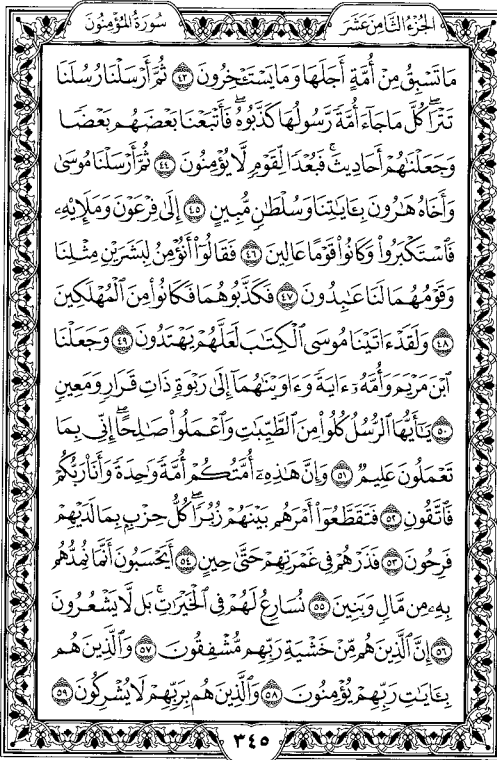 الجزء الثامن عشر
سورة المؤمنون
مَا تَسْبِقُ مِنْ أُمَّةٍ أَجَلَهَا وَمَا يَسْتَـْٔخِرُونَ ٤٣ ثُمَّ أَرْسَلْنَا رُسُلَنَا
تَتْرَا كُلَّ مَا جَآءَ أُمَّةً رَّسُولُهَا كَذَّبُوهُ فَأَتْبَعْنَا بَعْضَهُم بَعْضًا
وَجَعَلْنَٰهُمْ أَحَادِيثَ فَبُعْدًا لِّقَوْمٍ لَّا يُؤْمِنُونَ ٤٤ ثُمَّ أَرْسَلْنَا مُوسَىٰ
وَأَخَاهُ هَٰرُونَ بِـَٔايَٰتِنَا وَسُلْطَٰنٍ مُّبِينٍ ٤٥ إِلَىٰ فِرْعَوْنَ وَمَلَإِي۟هِۦ
فَٱسْتَكْبَرُوا۟ وَكَانُوا۟ قَوْمًا عَالِينَ ٤٦ فَقَالُوٓا۟ أَنُؤْمِنُ لِبَشَرَيْنِ مِثْلِنَا
وَقَوْمُهُمَا لَنَا عَٰبِدُونَ ٤٧ فَكَذَّبُوهُمَا فَكَانُوا۟ مِنَ ٱلْمُهْلَكِينَ
٤٨ وَلَقَدْ ءَاتَيْنَا مُوسَى ٱلْكِتَٰبَ لَعَلَّهُمْ يَهْتَدُونَ ٤٩ وَجَعَلْنَا
ٱبْنَ مَرْيَمَ وَأُمَّهُۥٓ ءَايَةً وَءَاوَيْنَٰهُمَآ إِلَىٰ رَبْوَةٍ ذَاتِ قَرَارٍ وَمَعِينٍ
٥٠ يَٰٓأَيُّهَا ٱلرُّسُلُ كُلُوا۟ مِنَ ٱلطَّيِّبَٰتِ وَٱعْمَلُوا۟ صَٰلِحًا إِنِّى بِمَا
تَعْمَلُونَ عَلِيمٌ ٥١ وَإِنَّ هَٰذِهِۦٓ أُمَّتُكُمْ أُمَّةً وَٰحِدَةً وَأَنَا۠ رَبُّكُمْ
فَٱتَّقُونِ ٥٢ فَتَقَطَّعُوٓا۟ أَمْرَهُم بَيْنَهُمْ زُبُرًا كُلُّ حِزْبٍۭ بِمَا لَدَيْهِمْ
فَرِحُونَ ٥٣ فَذَرْهُمْ فِى غَمْرَتِهِمْ حَتَّىٰ حِينٍ ٥٤ أَيَحْسَبُونَ أَنَّمَا نُمِدُّهُم
بِهِۦ مِن مَّالٍ وَبَنِينَ ٥٥ نُسَارِعُ لَهُمْ فِى ٱلْخَيْرَٰتِ بَل لَّا يَشْعُرُونَ
٥٦ إِنَّ ٱلَّذِينَ هُم مِّنْ خَشْيَةِ رَبِّهِم مُّشْفِقُونَ ٥٧ وَٱلَّذِينَ هُم
بِـَٔايَٰتِ رَبِّهِمْ يُؤْمِنُونَ ٥٨ وَٱلَّذِينَ هُم بِرَبِّهِمْ لَا يُشْرِكُونَ ٥٩
٣٤٥